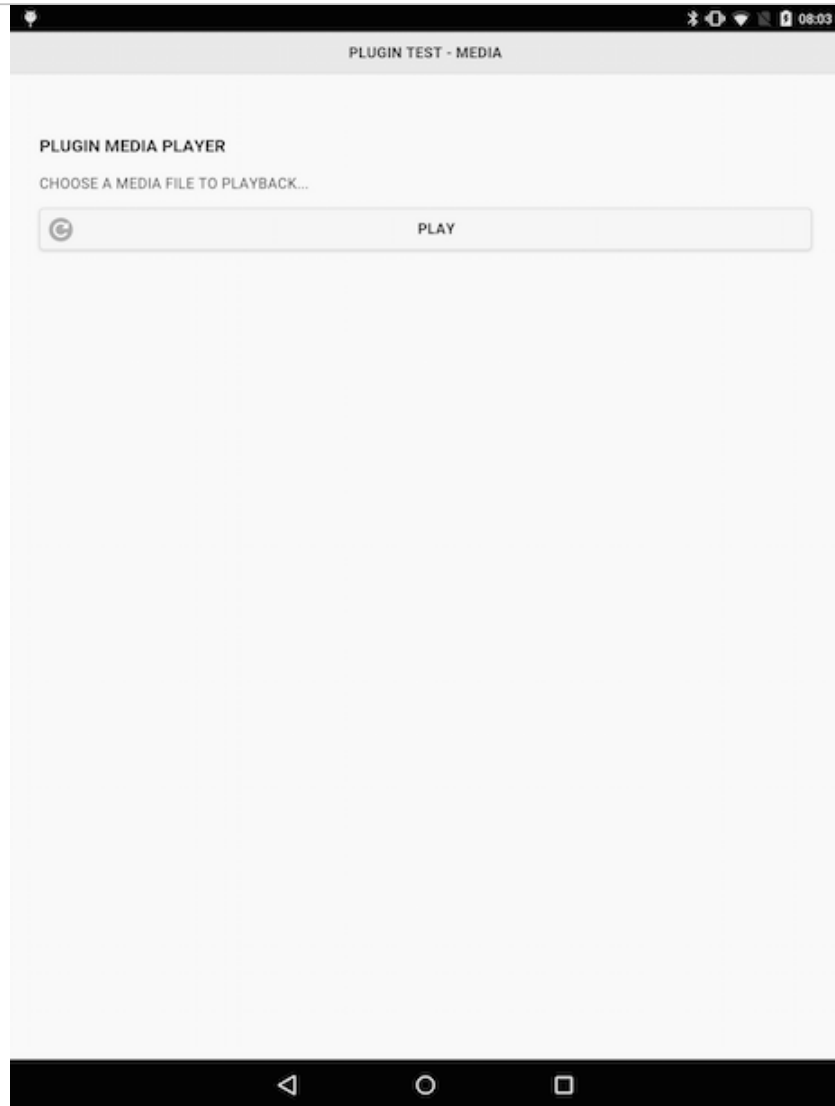 08:03
PLUGIN TEST - MEDIA
PLUGIN MEDIA PLAYER
CHOOSE A MEDIA FILE TO PLAYBACK...
PLAY